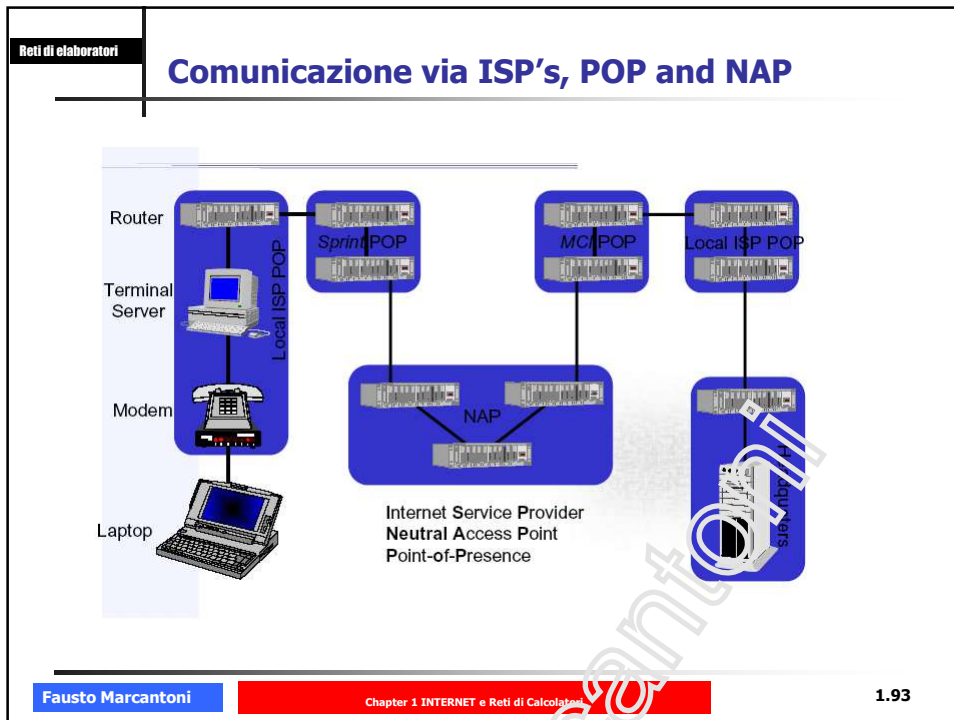 Reti di elaboratori
Comunicazione via ISP's, POP and NAP
Router
Sprint POP
MCI POP
Local ISP POP
Terminal
Server
Local ISP POP
Modem
NAP
Headquters
Laptop
Internet Service Provider
Neutral Access Point
Point-of-Presence
Fausto Marcantoni
Chapter 1 INTERNET e Reti di Calcolatori
1.93